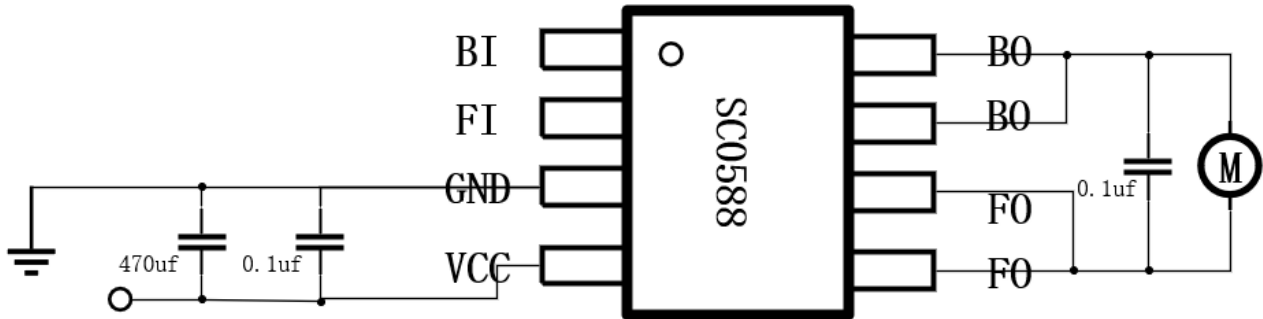 BI
BO
FI
BO
SC0588
M
GND
0.1uf
FO
470uf
0.1uf
VCC
FO